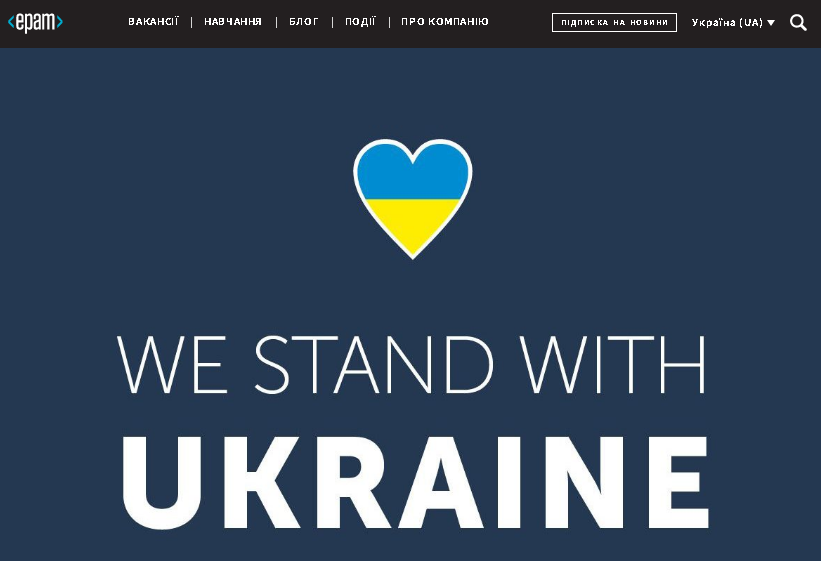 <epam>
ВАКАНСІЇ | НАВЧАННЯ | БЛОГ | ПОДІЇ | ПРО КОМПАНІЮ
ПІДПИСКА НА НОВИНИ
Україна (UA)
WE STAND WITH
UKRAINE